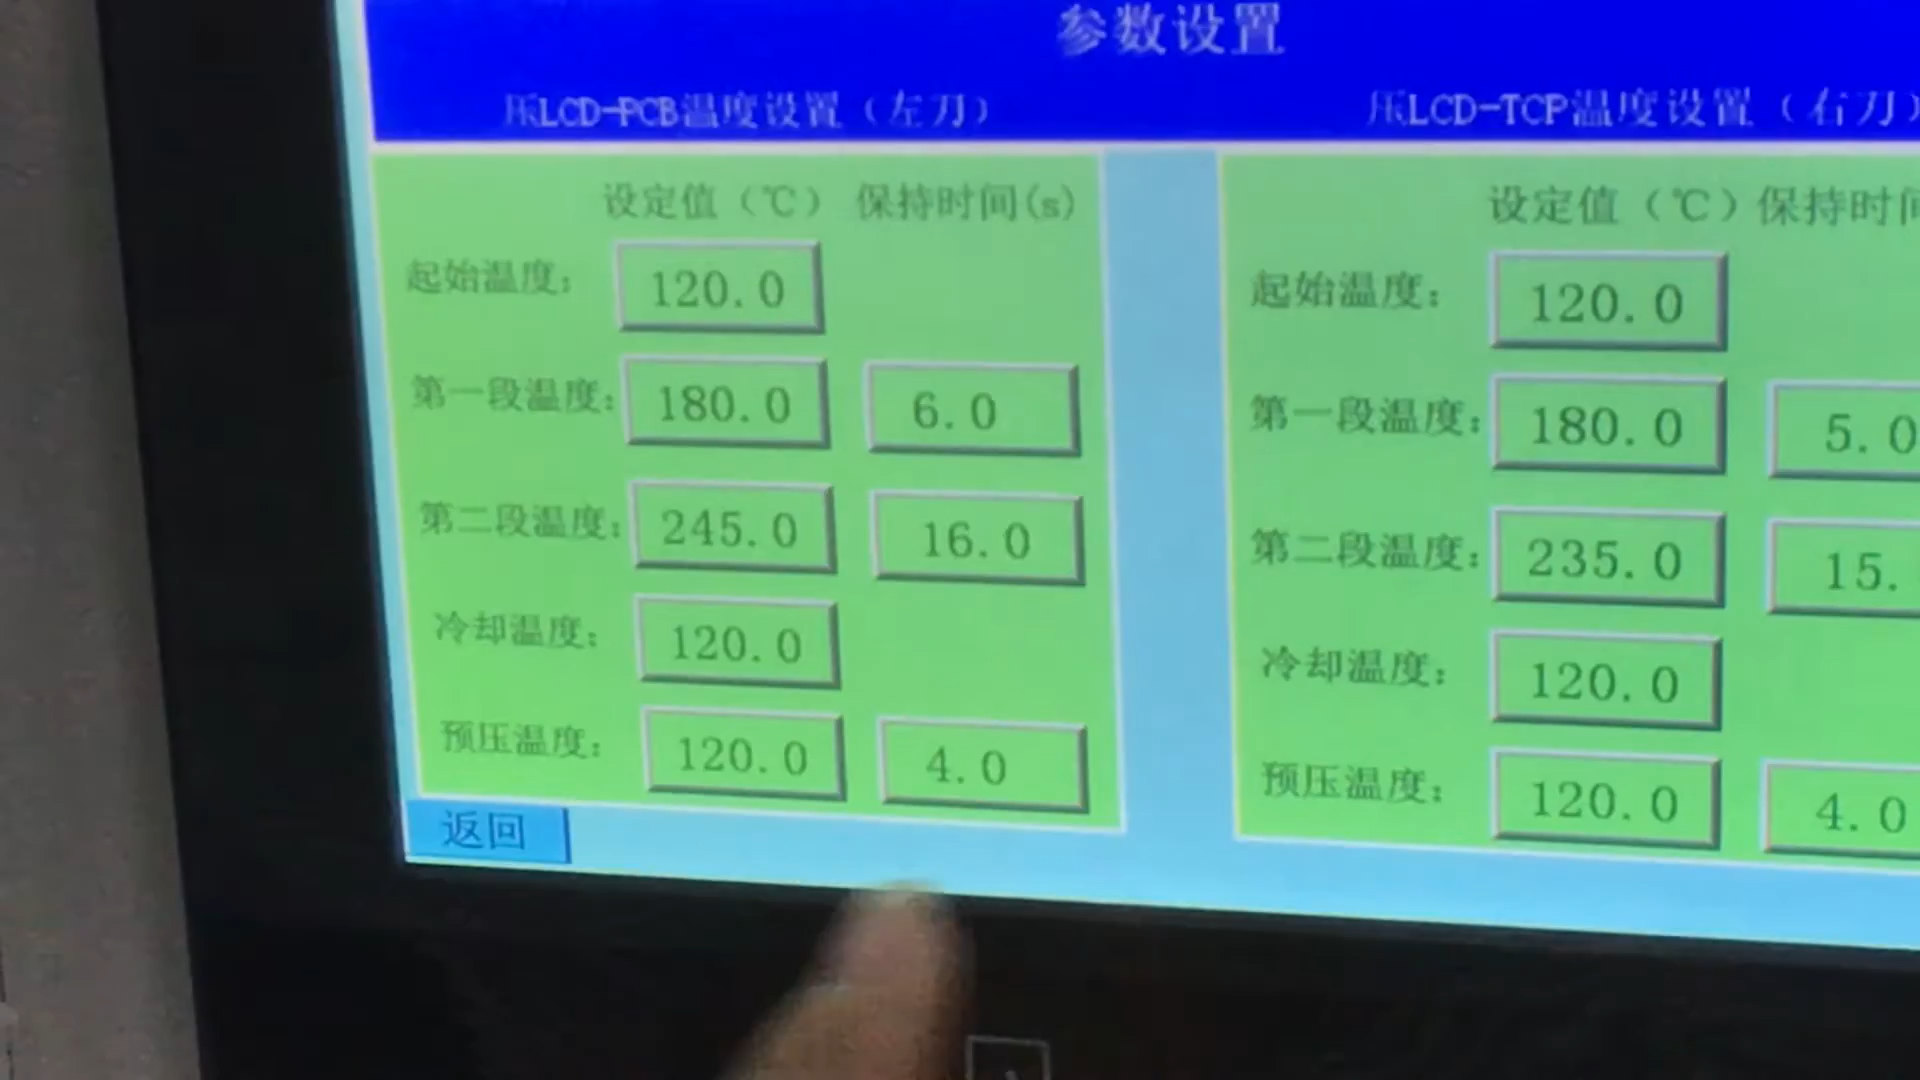 参数设置
压LCD-PCB温度设置（左刀） 压LCD-TCP温度设置（右刀）
设定值（℃） 保持时间(s) 设定值（℃）保持时间
起始温度： 120.0 起始温度： 120.0
第一段温度： 180.0 6.0 第一段温度： 180.0 5.0
第二段温度： 245.0 16.0 第二段温度： 235.0 15.
冷却温度： 120.0 冷却温度： 120.0
预压温度： 120.0 4.0 预压温度： 120.0 4.0
返回